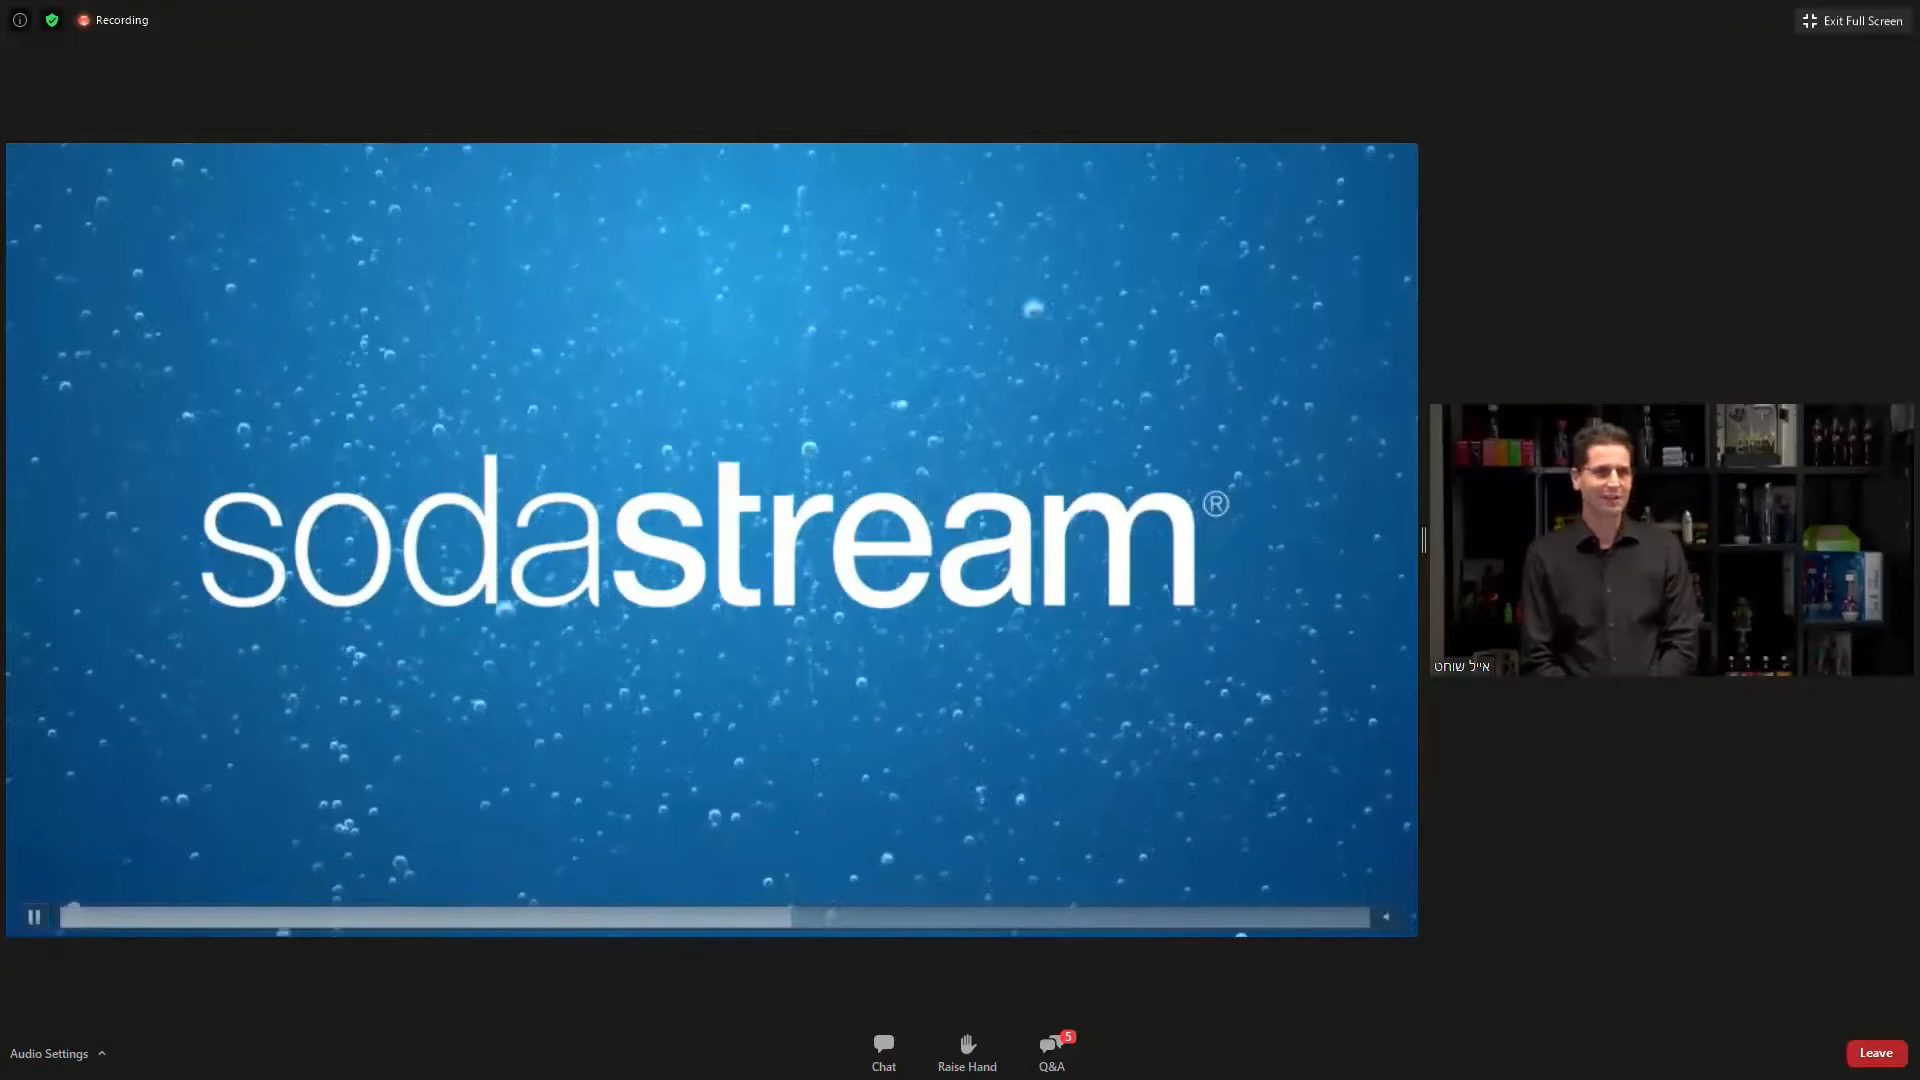 Recording
Exit Full Screen
sodastream®
אייל שוחט
Audio Settings
Chat
Raise Hand
5
Q&A
Leave